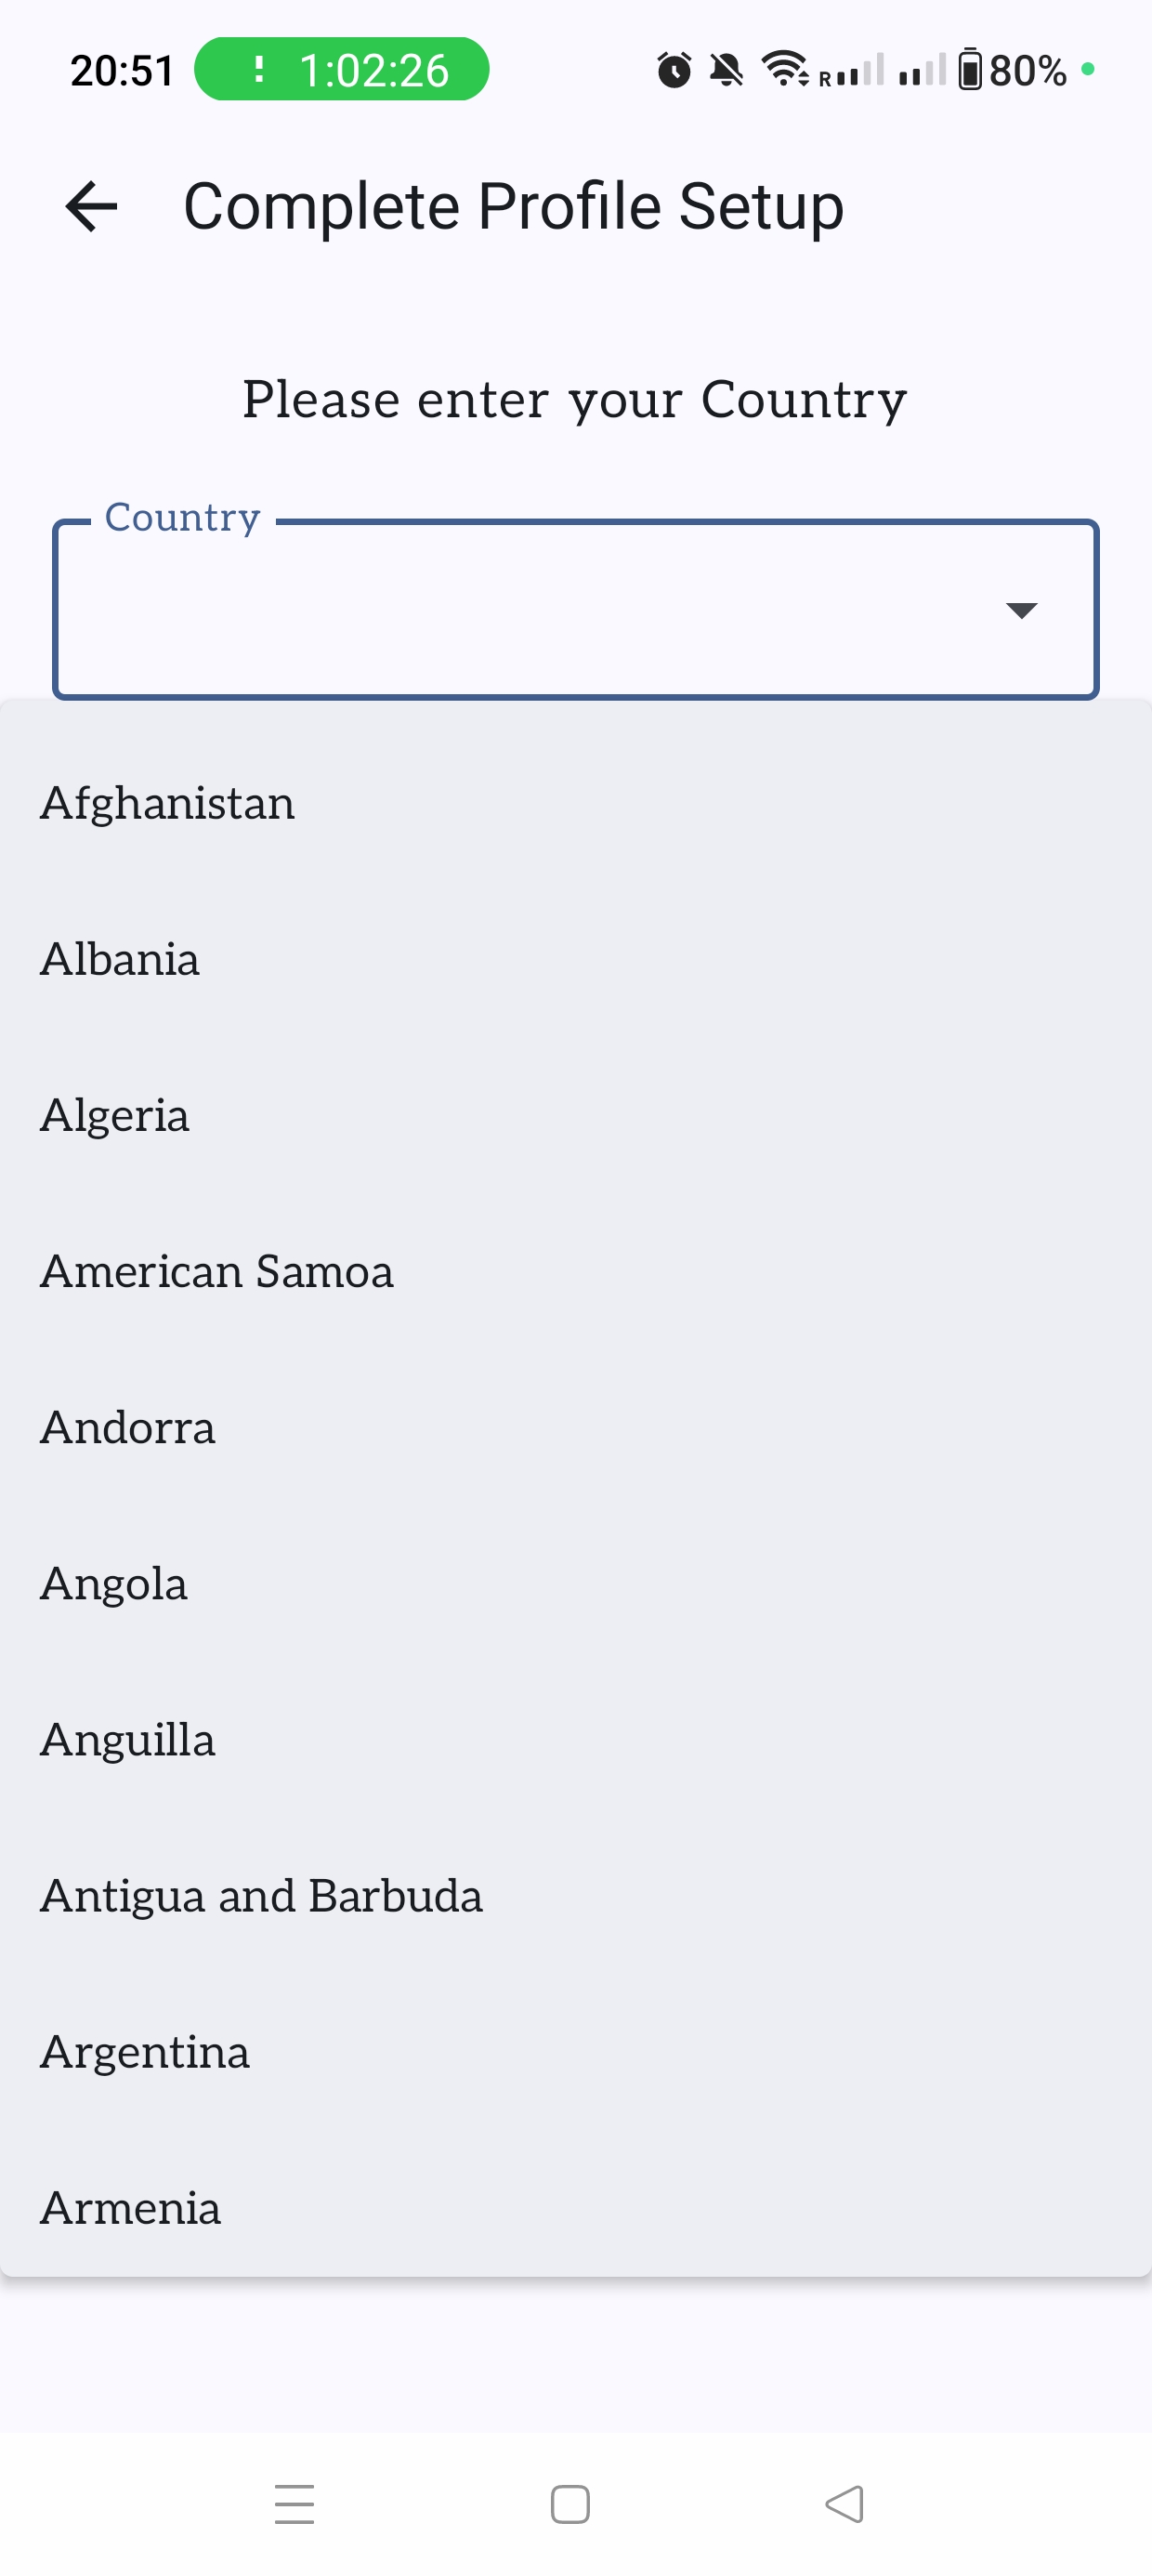 20:51 1:02:26 R 80%
Complete Profile Setup
Please enter your Country
Country
Afghanistan
Albania
Algeria
American Samoa
Andorra
Angola
Anguilla
Antigua and Barbuda
Argentina
Armenia